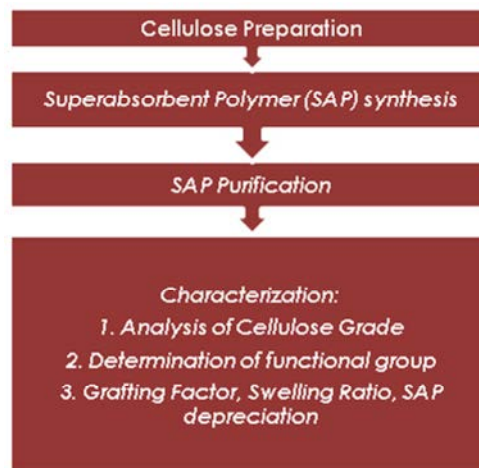 Cellulose Preparation
Superabsorbent Polymer (SAP) synthesis
SAP Purification
Characterization:
1. Analysis of Cellulose Grade
2. Determination of functional group
3. Grafting Factor, Swelling Ratio, SAP
depreciation